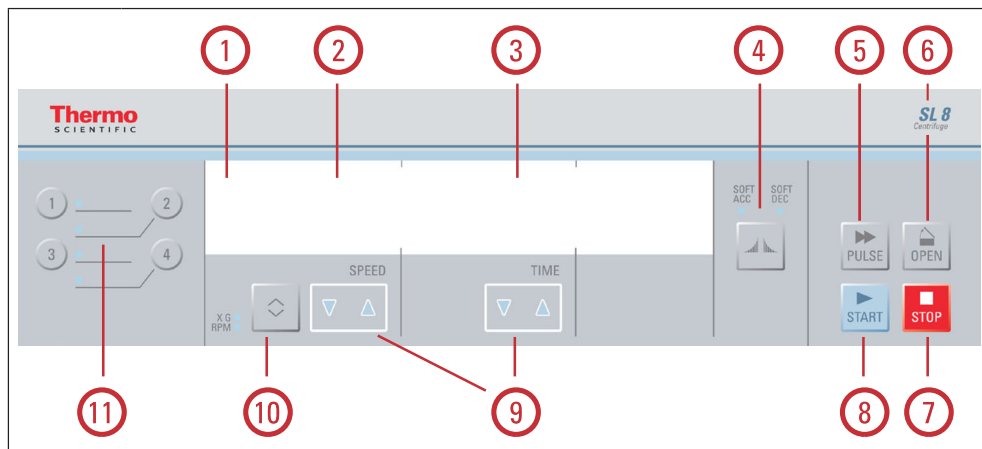 1 2 3 4 5 6
Thermo
SCIENTIFIC
SL 8
Centrifuge
1 2
3 4
SOFT ACC
SOFT DEC
PULSE
OPEN
SPEED
TIME
X G
RPM
START
STOP
11 10 9 8 7